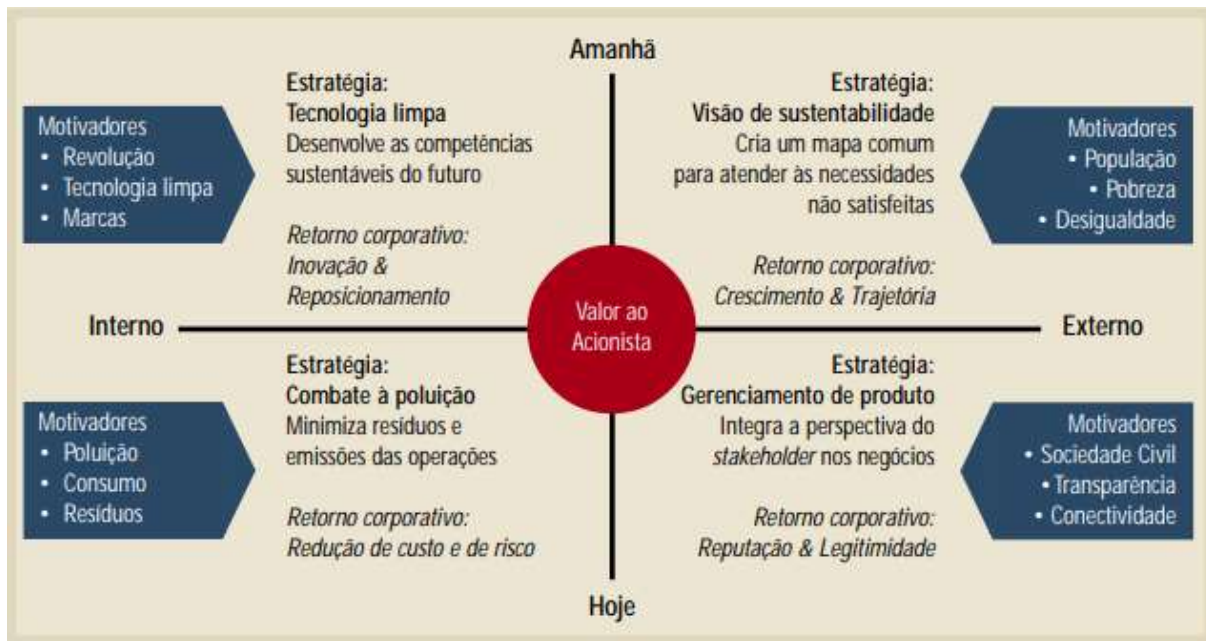 Amanhã
Motivadores
• Revolução
• Tecnologia limpa
• Marcas
Estratégia:
Tecnologia limpa
Desenvolve as competências
sustentáveis do futuro
Retorno corporativo:
Inovação &
Reposicionamento
Estratégia:
Visão de sustentabilidade
Cria um mapa comum
para atender às necessidades
não satisfeitas
Retorno corporativo:
Crescimento & Trajetória
Motivadores
• População
• Pobreza
• Desigualdade
Interno
Valor ao
Acionista
Externo
Motivadores
• Poluição
• Consumo
• Resíduos
Estratégia:
Combate à poluição
Minimiza resíduos e
emissões das operações
Retorno corporativo:
Redução de custo e de risco
Estratégia:
Gerenciamento de produto
Integra a perspectiva do
stakeholder nos negócios
Retorno corporativo:
Reputação & Legitimidade
Motivadores
• Sociedade Civil
• Transparência
• Conectividade
Hoje